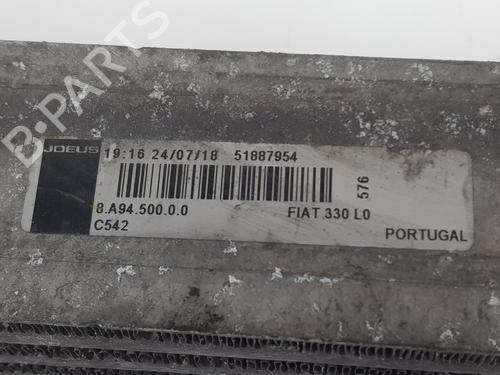 B-PARTS
JDEUS 19:16 24/07/18 51887954
576
8.A94.500.0.0 FIAT 330 L0
C542
PORTUGAL